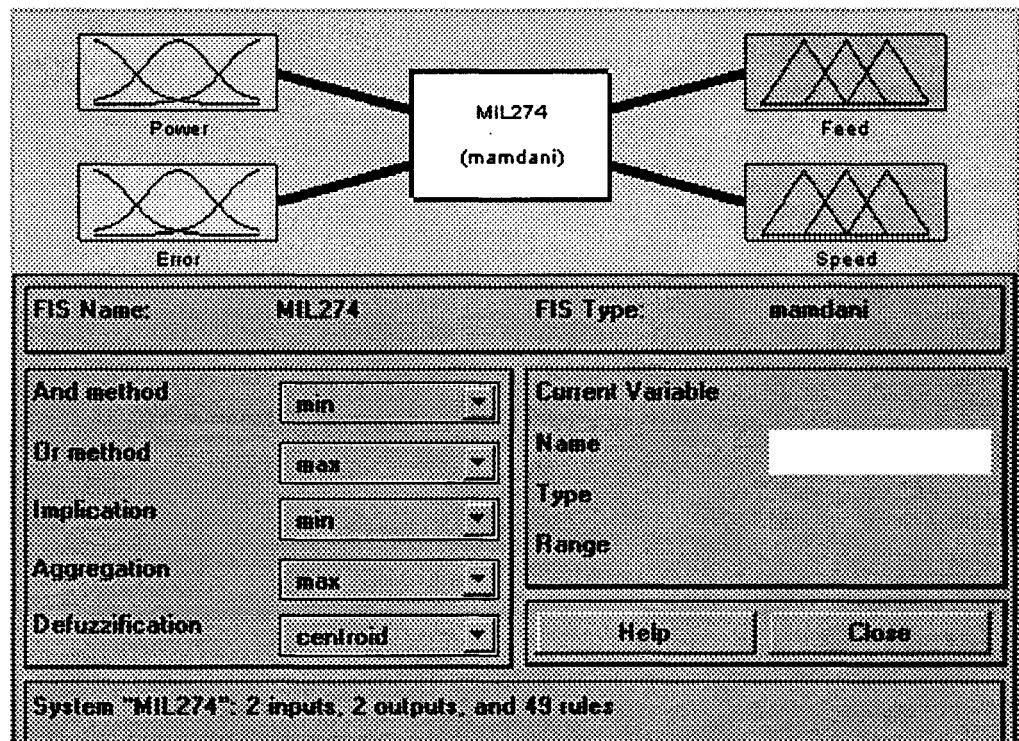 MIL274
(mamdani)
Power
Feed
Error
Speed
FIS Name: MIL274 FIS Type: mamdani
And method min
Or method max
Implication min
Aggregation max
Defuzzification centroid
Current Variable
Name
Type
Range
Help Close
System "MIL274": 2 inputs, 2 outputs, and 49 rules